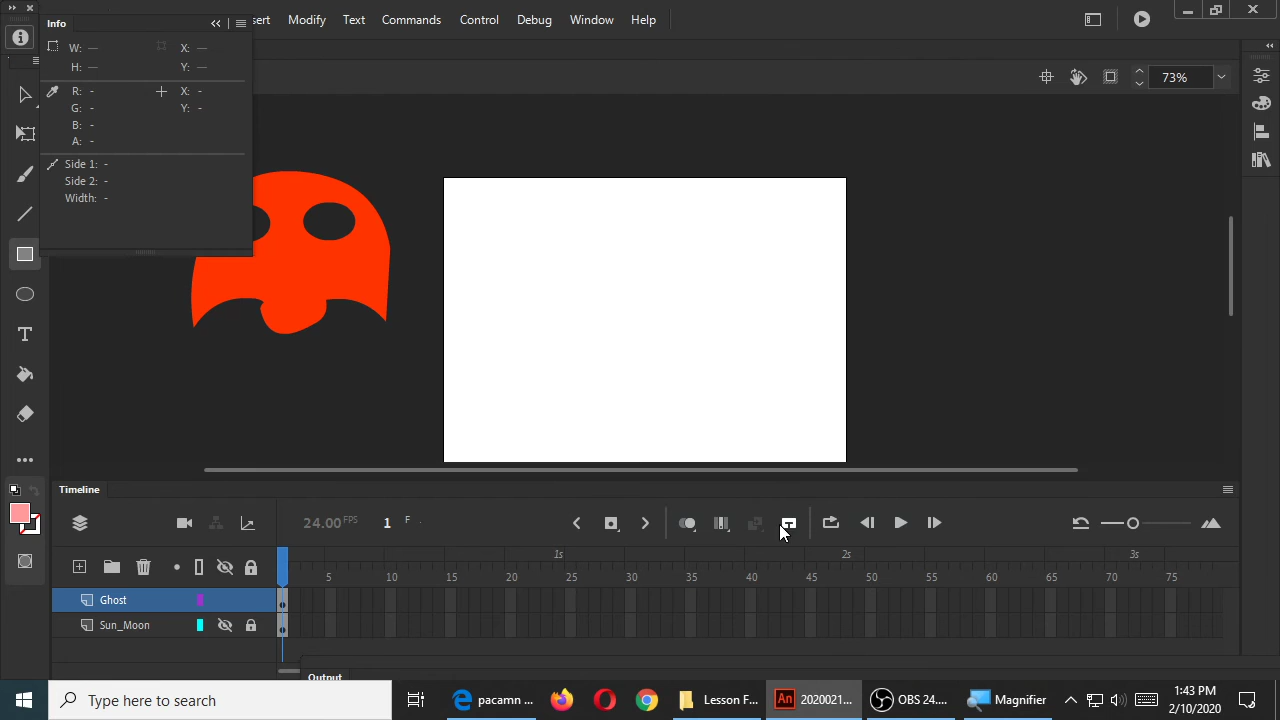 Info
sert Modify Text Commands Control Debug Window Help
W: — X: —
H: — Y: —
R: - X: -
G: - Y: -
B: -
A: -
Side 1: -
Side 2: -
Width: -
73%
T
Timeline
24.00 FPS 1 F
1s 2s 3s
5 10 15 20 25 30 35 40 45 50 55 60 65 70 75
Ghost
Sun_Moon
Output
Type here to search
pacamn ...
Lesson F...
An 2020021...
OBS 24....
Magnifier
1:43 PM
2/10/2020